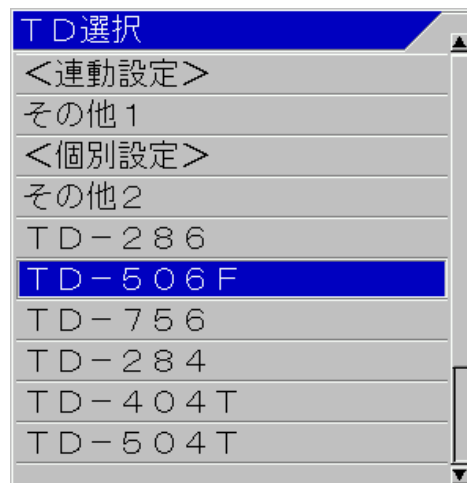 ＴＤ選択
＜連動設定＞
その他１
＜個別設定＞
その他２
ＴＤ－２８６
ＴＤ－５０６Ｆ
ＴＤ－７５６
ＴＤ－２８４
ＴＤ－４０４Ｔ
ＴＤ－５０４Ｔ